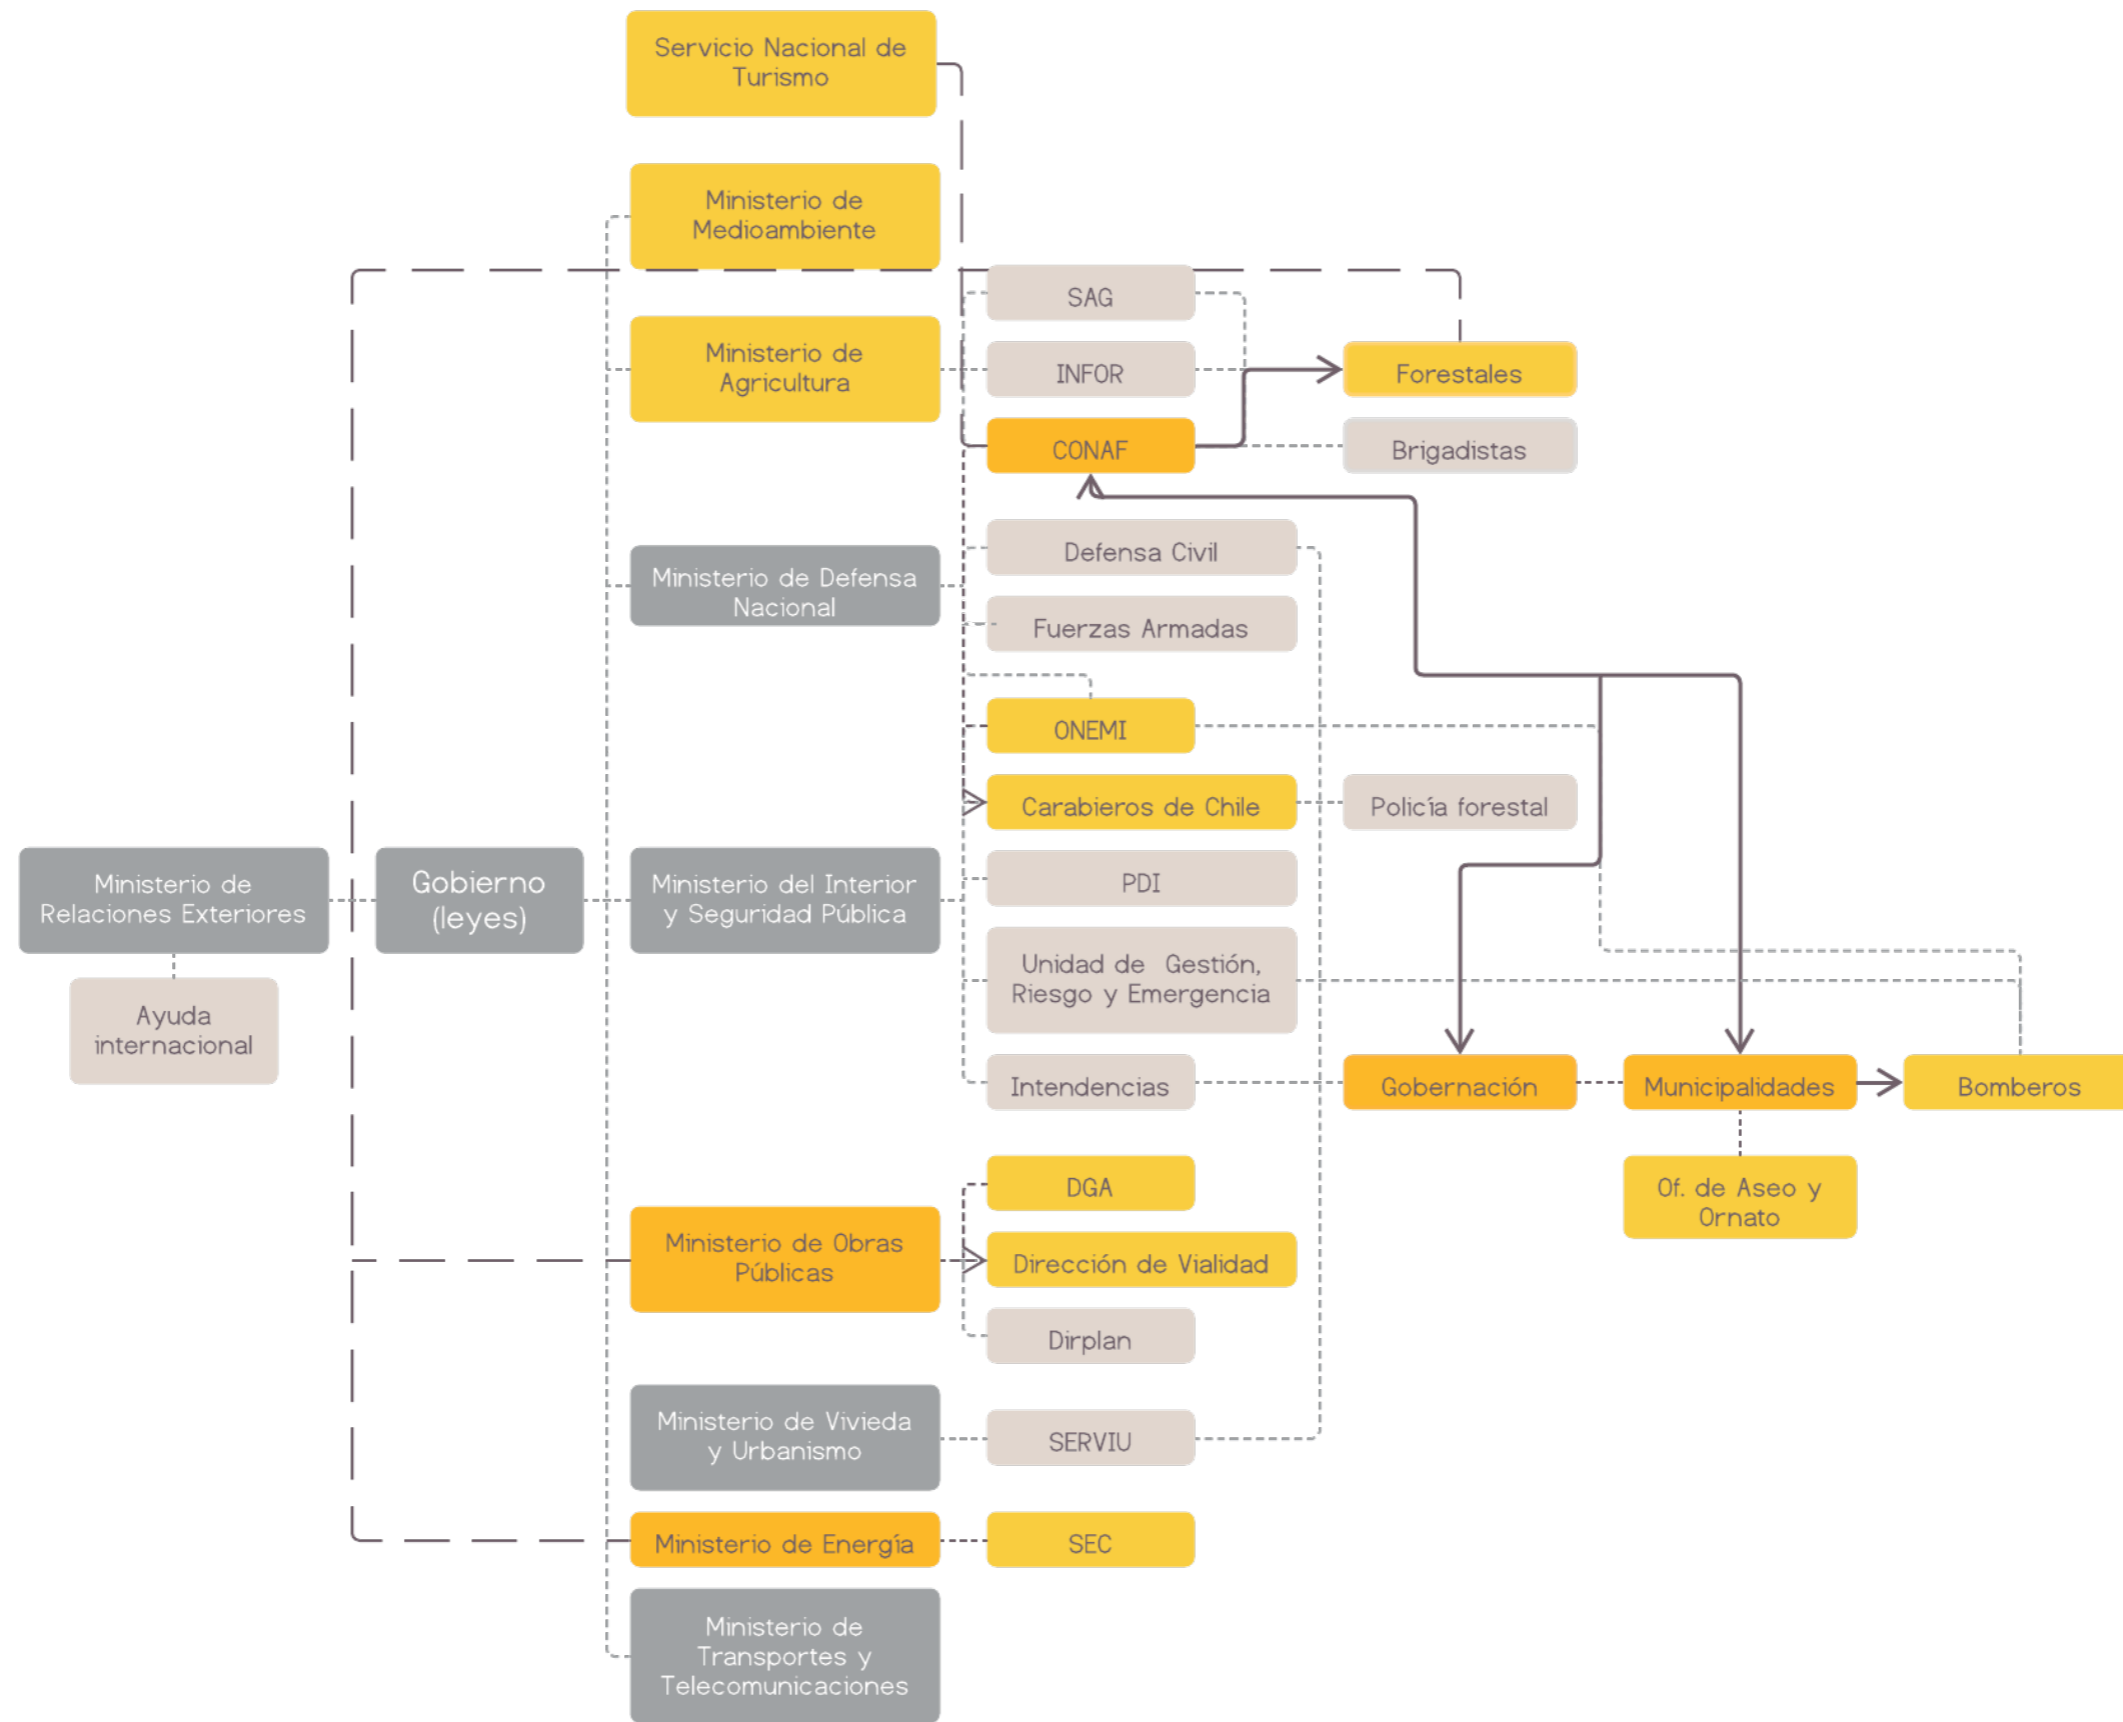 Servicio Nacional de
Turismo
Ministerio de
Medioambiente
SAG
Ministerio de
Agricultura
INFOR
Forestales
CONAF
Brigadistas
Defensa Civil
Ministerio de Defensa
Nacional
Fuerzas Armadas
ONEMI
Carabieros de Chile
Policía forestal
Ministerio de
Relaciones Exteriores
Gobierno
(leyes)
Ministerio del Interior
y Seguridad Pública
PDI
Unidad de Gestión,
Riesgo y Emergencia
Ayuda
internacional
Intendencias
Gobernación
Municipalidades
Bomberos
DGA
Of. de Aseo y
Ornato
Ministerio de Obras
Públicas
Dirección de Vialidad
Dirplan
Ministerio de Vivieda
y Urbanismo
SERVIU
Ministerio de Energía
SEC
Ministerio de
Transportes y
Telecomunicaciones